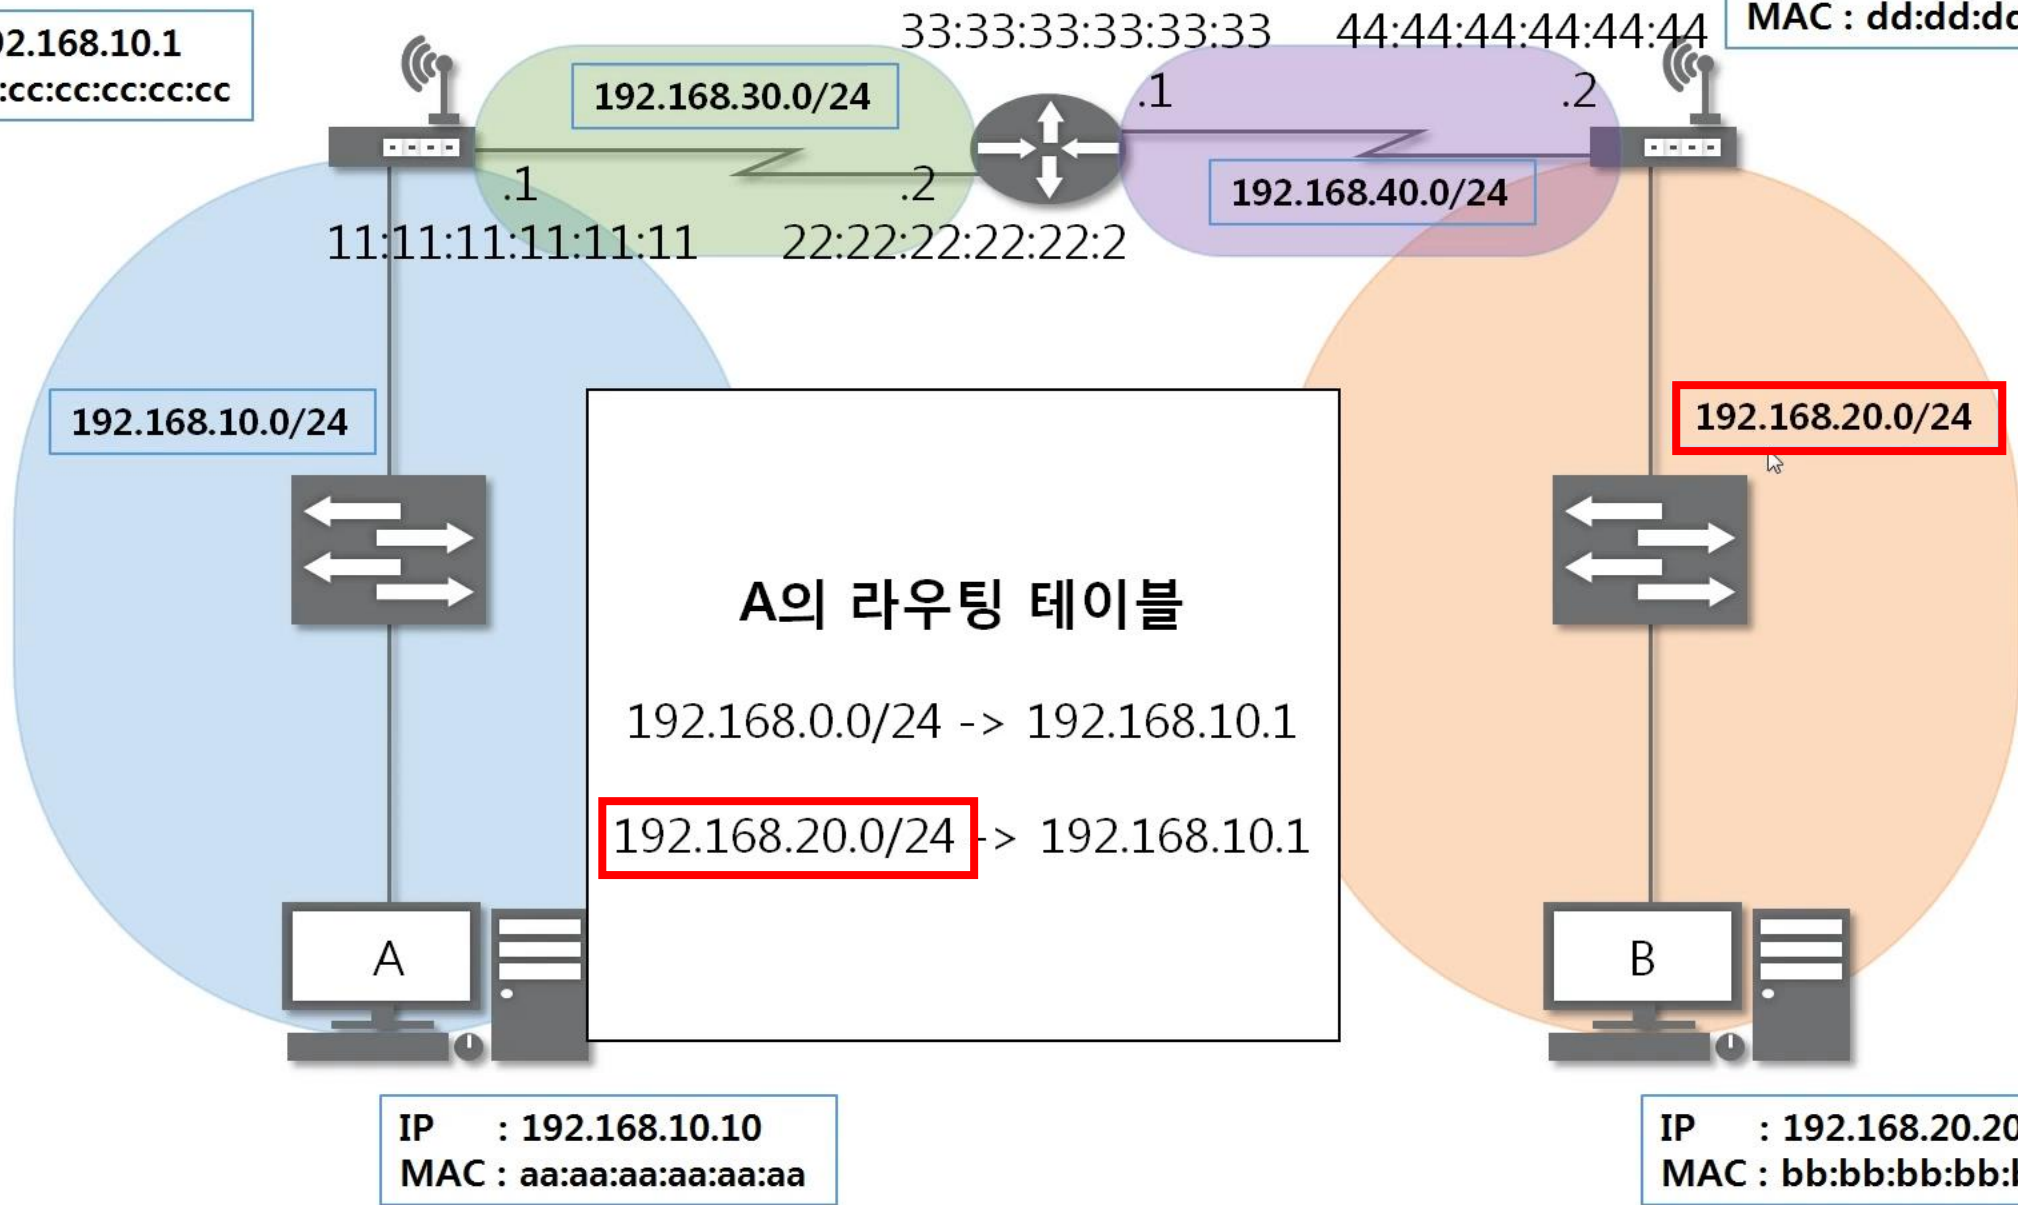 33:33:33:33:33:33
44:44:44:44:44:44
MAC : dd:dd:
2.168.10.1
:cc:cc:cc:cc:cc
192.168.30.0/24
.1
.2
.1
.2
192.168.40.0/24
11:11:11:11:11:11
22:22:22:22:22:2
192.168.10.0/24
192.168.20.0/24
A의 라우팅 테이블
192.168.0.0/24 -> 192.168.10.1
192.168.20.0/24 -> 192.168.10.1
A
B
IP : 192.168.10.10
MAC : aa:aa:aa:aa:aa:aa
IP : 192.168.20.20
MAC : bb:bb:bb:bb: